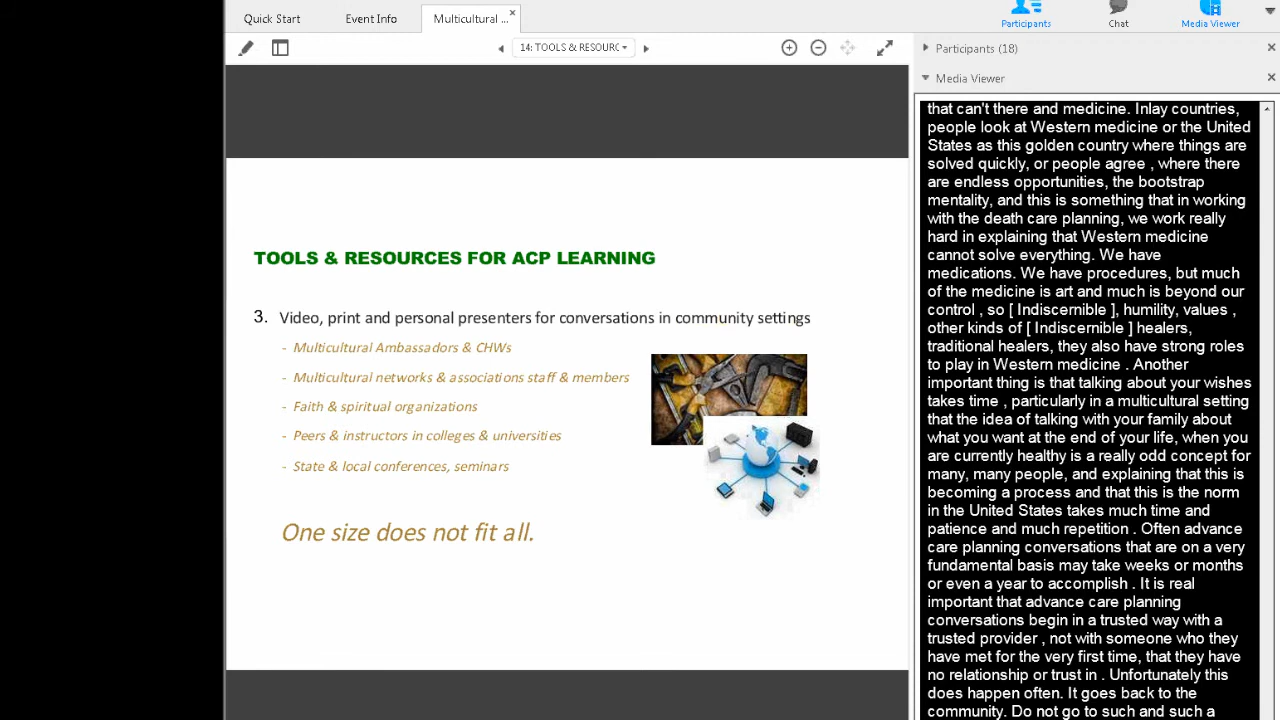 Quick Start
Event Info
Multicultural ...
Participants
Chat
Media Viewer
14: TOOLS & RESOURC
Participants (18)
Media Viewer
TOOLS & RESOURCES FOR ACP LEARNING
3. Video, print and personal presenters for conversations in community settings
- Multicultural Ambassadors & CHWs
- Multicultural networks & associations staff & members
- Faith & spiritual organizations
- Peers & instructors in colleges & universities
- State & local conferences, seminars
One size does not fit all.
that can't there and medicine. Inlay countries,
people look at Western medicine or the United
States as this golden country where things are
solved quickly, or people agree , where there
are endless opportunities, the bootstrap
mentality, and this is something that in working
with the death care planning, we work really
hard in explaining that Western medicine
cannot solve everything. We have
medications. We have procedures, but much
of the medicine is art and much is beyond our
control , so [ Indiscernible ], humility, values ,
other kinds of [ Indiscernible ] healers,
traditional healers, they also have strong roles
to play in Western medicine . Another
important thing is that talking about your wishes
takes time , particularly in a multicultural setting
that the idea of talking with your family about
what you want at the end of your life, when you
are currently healthy is a really odd concept for
many, many people, and explaining that this is
becoming a process and that this is the norm
in the United States takes much time and
patience and much repetition . Often advance
care planning conversations that are on a very
fundamental basis may take weeks or months
or even a year to accomplish . It is real
important that advance care planning
conversations begin in a trusted way with a
trusted provider , not with someone who they
have met for the very first time, that they have
no relationship or trust in . Unfortunately this
does happen often. It goes back to the
community. Do not go to such and such a